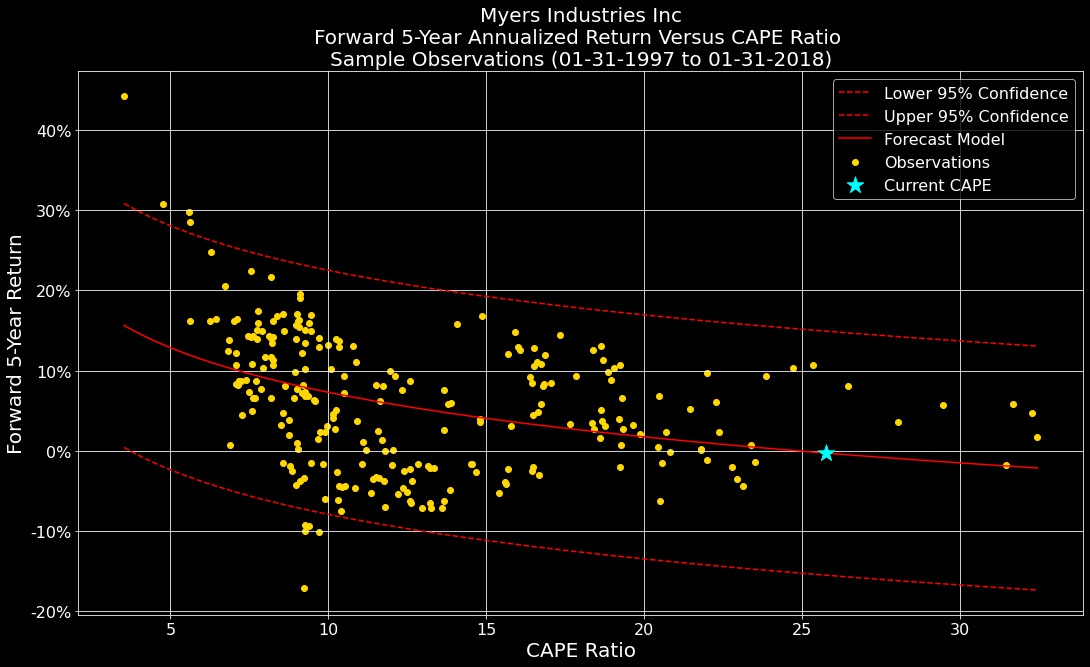 Myers Industries Inc
Forward 5-Year Annualized Return Versus CAPE Ratio
Sample Observations (01-31-1997 to 01-31-2018)
Lower 95% Confidence
Upper 95% Confidence
Forecast Model
Observations
Current CAPE
Forward 5-Year Return
40%
30%
20%
10%
0%
-10%
-20%
5 10 15 20 25 30
CAPE Ratio